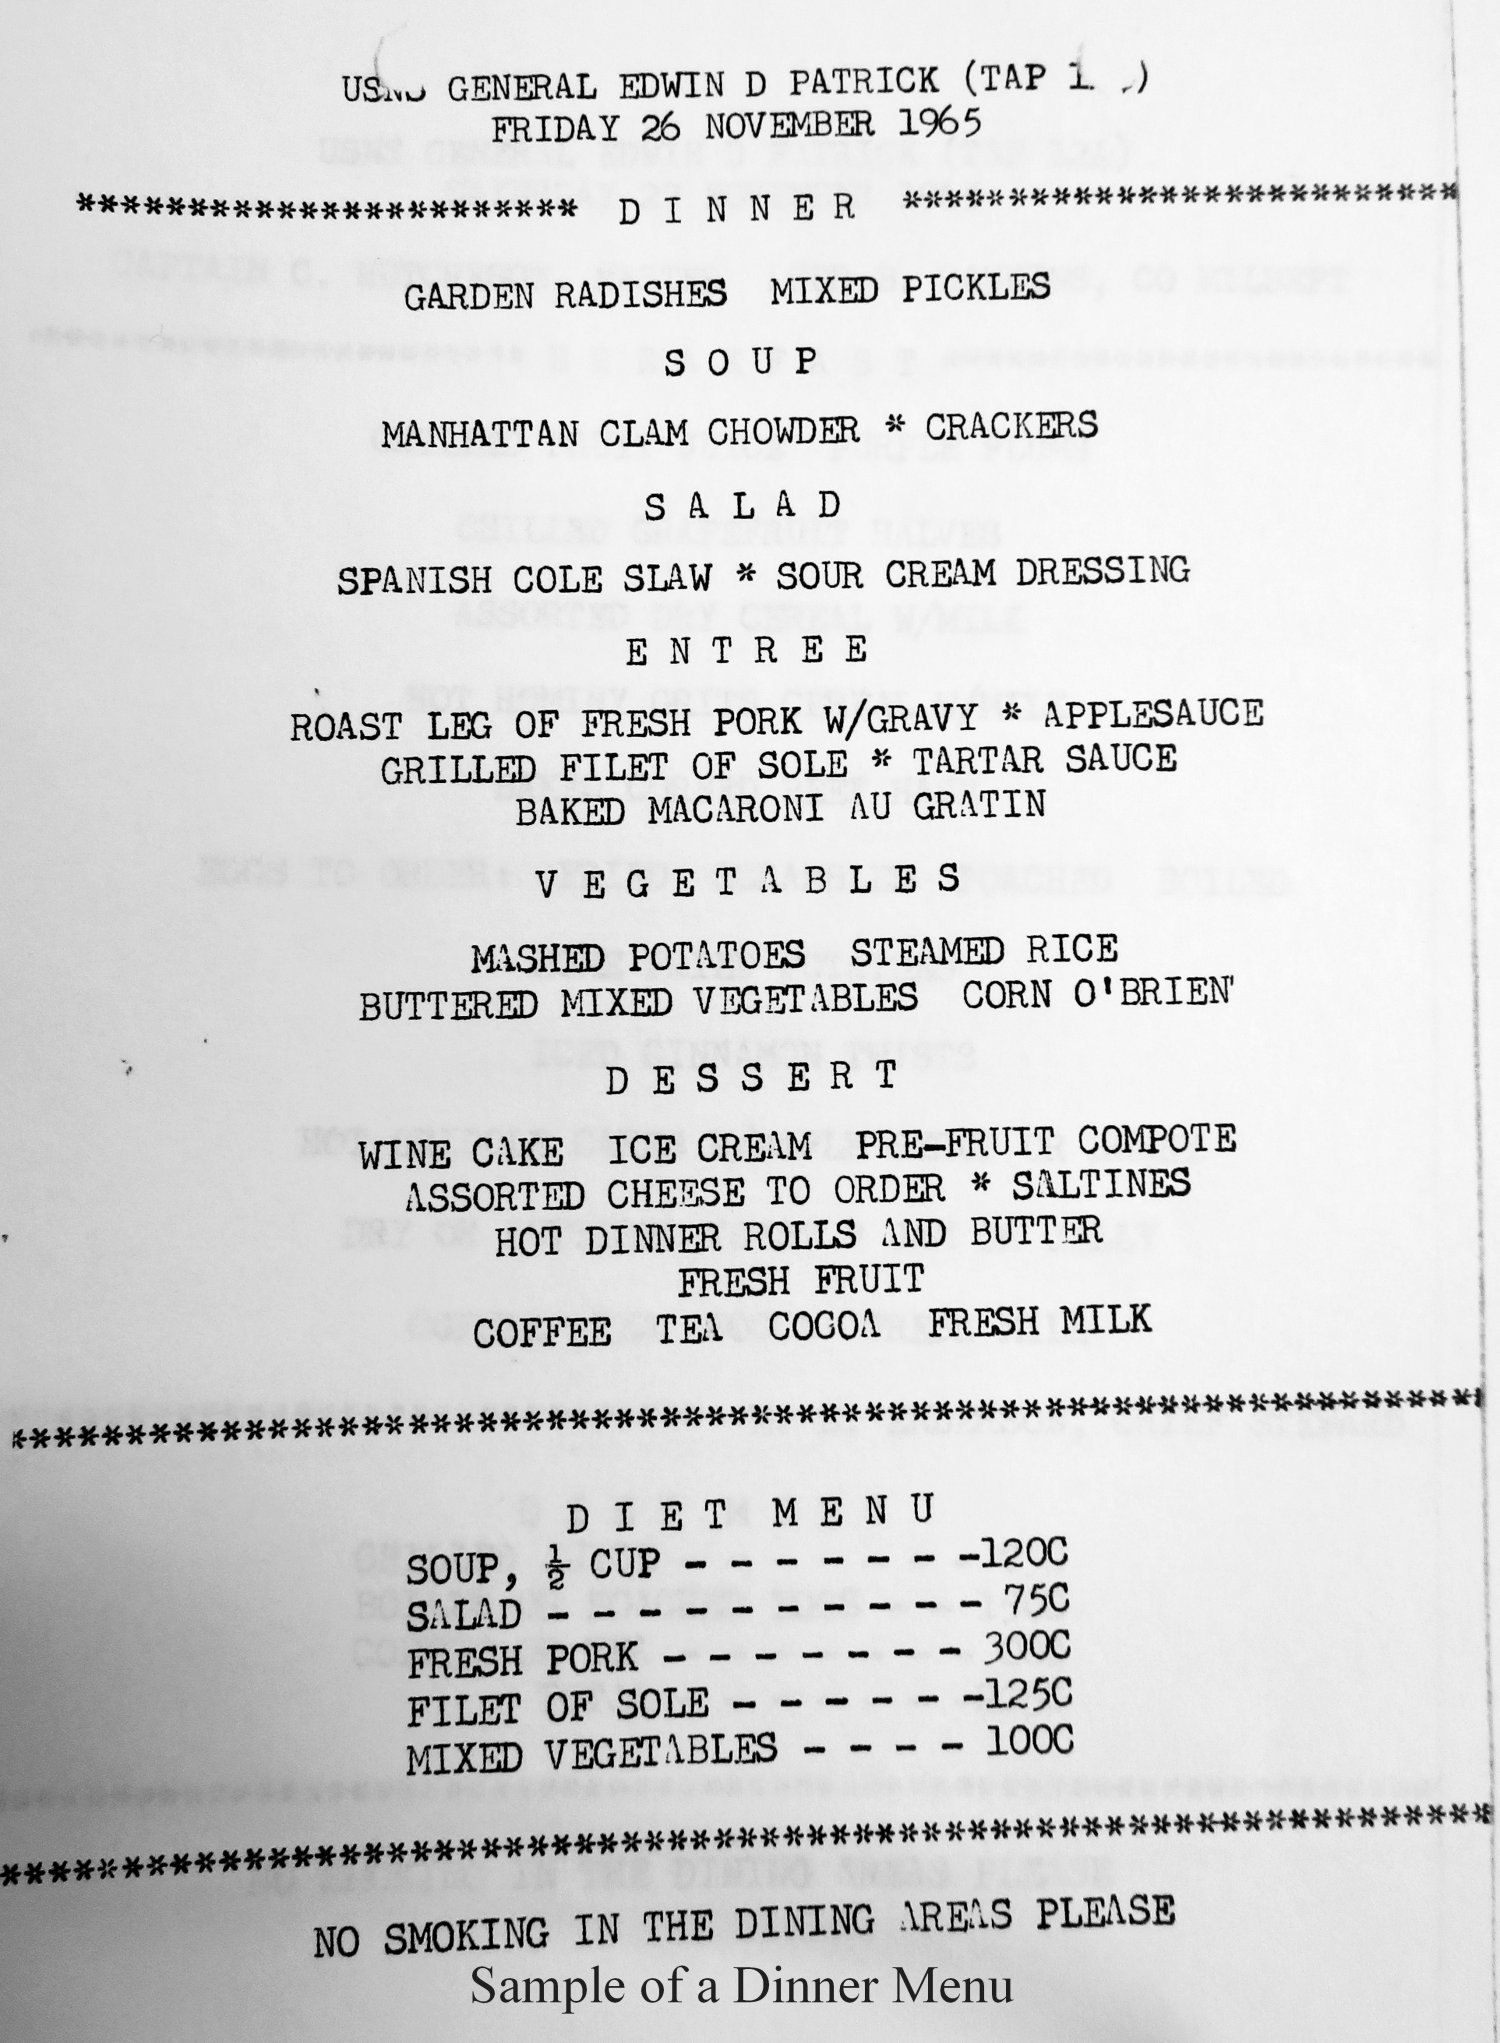 GENERAL EDWIN D PATRICK (TAP
FRIDAY 26 NOVEMBER 1965
*********************** D I N N E R **************************
GARDEN RADISHES MIXED PICKLES
S O U P
MANHATTAN CLAM CHOWDER * CRACKERS
S A L A D
SPANISH COLE SLAW * SOUR CREAM DRESSING
E N T R E E
ROAST LEG OF FRESH PORK W/GRAVY * APPLESAUCE
GRILLED FILET OF SOLE * TARTAR SAUCE
BAKED MACARONI AU GRATIN
V E G E T A B L E S
MASHED POTATOES STEAMED RICE
BUTTERED MIXED VEGETABLES CORN O'BRIEN'
D E S S E R T
WINE CAKE ICE CREAM PRE-FRUIT COMPOTE
ASSORTED CHEESE TO ORDER * SALTINES
HOT DINNER ROLLS AND BUTTER
FRESH FRUIT
COFFEE TEA COCOA FRESH MILK
****************************************************************
D I E T M E N U
SOUP, ½ CUP - - - - - - -120C
SALAD - - - - - - - - - - 75C
FRESH PORK - - - - - - - 300C
FILET OF SOLE - - - - - -125C
MIXED VEGETABLES - - - - 100C
****************************************************************
NO SMOKING IN THE DINING AREAS PLEASE
Sample of a Dinner Menu